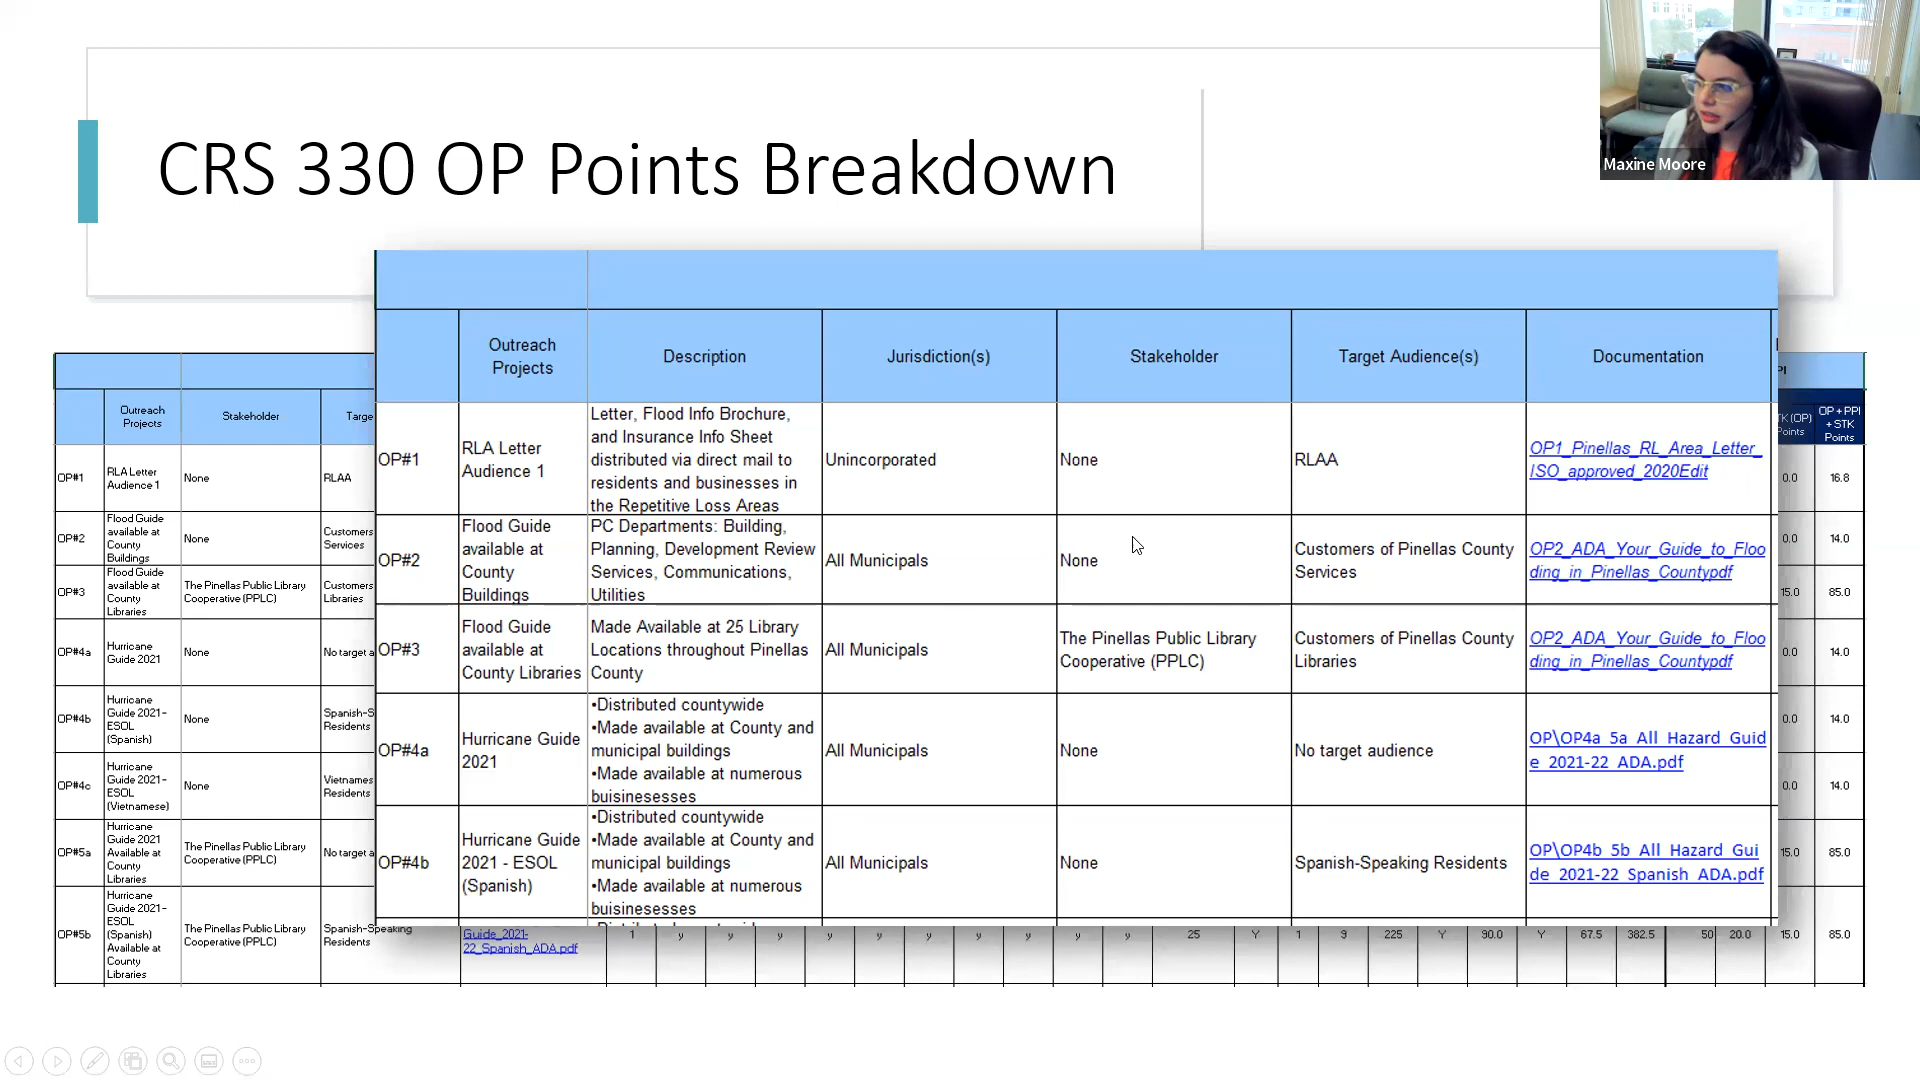 Maxine Moore
CRS 330 OP Points Breakdown
Outreach
Projects
Description
Jurisdiction(s)
Stakeholder
Target Audience(s)
Documentation
OP#1
RLA Letter
Audience 1
Letter, Flood Info Brochure,
and Insurance Info Sheet
distributed via direct mail to
residents and businesses in
the Repetitive Loss Areas
Unincorporated
None
RLAA
OP1_Pinellas_RL_Area_Letter_
ISO_approved_2020Edit
OP#2
Flood Guide
available at
County
Buildings
PC Departments: Building,
Planning, Development Review
Services, Communications,
Utilities
All Municipals
None
Customers of Pinellas County
Services
OP2_ADA_Your_Guide_to_Floo
ding_in_Pinellas_Countypdf
OP#3
Flood Guide
available at
County Libraries
Made Available at 25 Library
Locations throughout Pinellas
County
All Municipals
The Pinellas Public Library
Cooperative (PPLC)
Customers of Pinellas County
Libraries
OP2_ADA_Your_Guide_to_Floo
ding_in_Pinellas_Countypdf
OP#4a
Hurricane Guide
2021
•Distributed countywide
•Made available at County and
municipal buildings
•Made available at numerous
buisinesesses
All Municipals
None
No target audience
OP\OP4a_5a_All_Hazard_Guid
e_2021-22_ADA.pdf
OP#4b
Hurricane Guide
2021 - ESOL
(Spanish)
•Distributed countywide
•Made available at County and
municipal buildings
•Made available at numerous
buisinesesses
All Municipals
None
Spanish-Speaking Residents
OP\OP4b_5b_All_Hazard_Gui
de_2021-22_Spanish_ADA.pdf
Outreach
Projects
Stakeholder
Targe
PI
TK (OP)
Points
OP + PPI
+ STK
Points
OP#1
RLA Letter
Audience 1
None
RLAA
0.0
16.8
OP#2
Flood Guide
available at
County
Buildings
None
Customers
Services
0.0
14.0
OP#3
Flood Guide
available at
County
Libraries
The Pinellas Public Library
Cooperative (PPLC)
Customers
Libraries
15.0
85.0
OP#4a
Hurricane
Guide 2021
None
No target a
0.0
14.0
OP#4b
Hurricane
Guide 2021-
ESOL
(Spanish)
None
Spanish-S
Residents
0.0
14.0
OP#4c
Hurricane
Guide 2021-
ESOL
(Vietnamese)
None
Vietnames
Residents
0.0
14.0
OP#5a
Hurricane
Guide 2021
Available at
County
Libraries
The Pinellas Public Library
Cooperative (PPLC)
No target a
15.0
85.0
OP#5b
Hurricane
Guide 2021-
ESOL
(Spanish)
Available at
County
Libraries
The Pinellas Public Library
Cooperative (PPLC)
Spanish-Speaking
Residents
Guide_2021-
22_Spanish_ADA.pdf
1 y y y y y y y y y y 25 Y 1 9 225 Y 90.0 Y 67.5 382.5 50 20.0 15.0 85.0